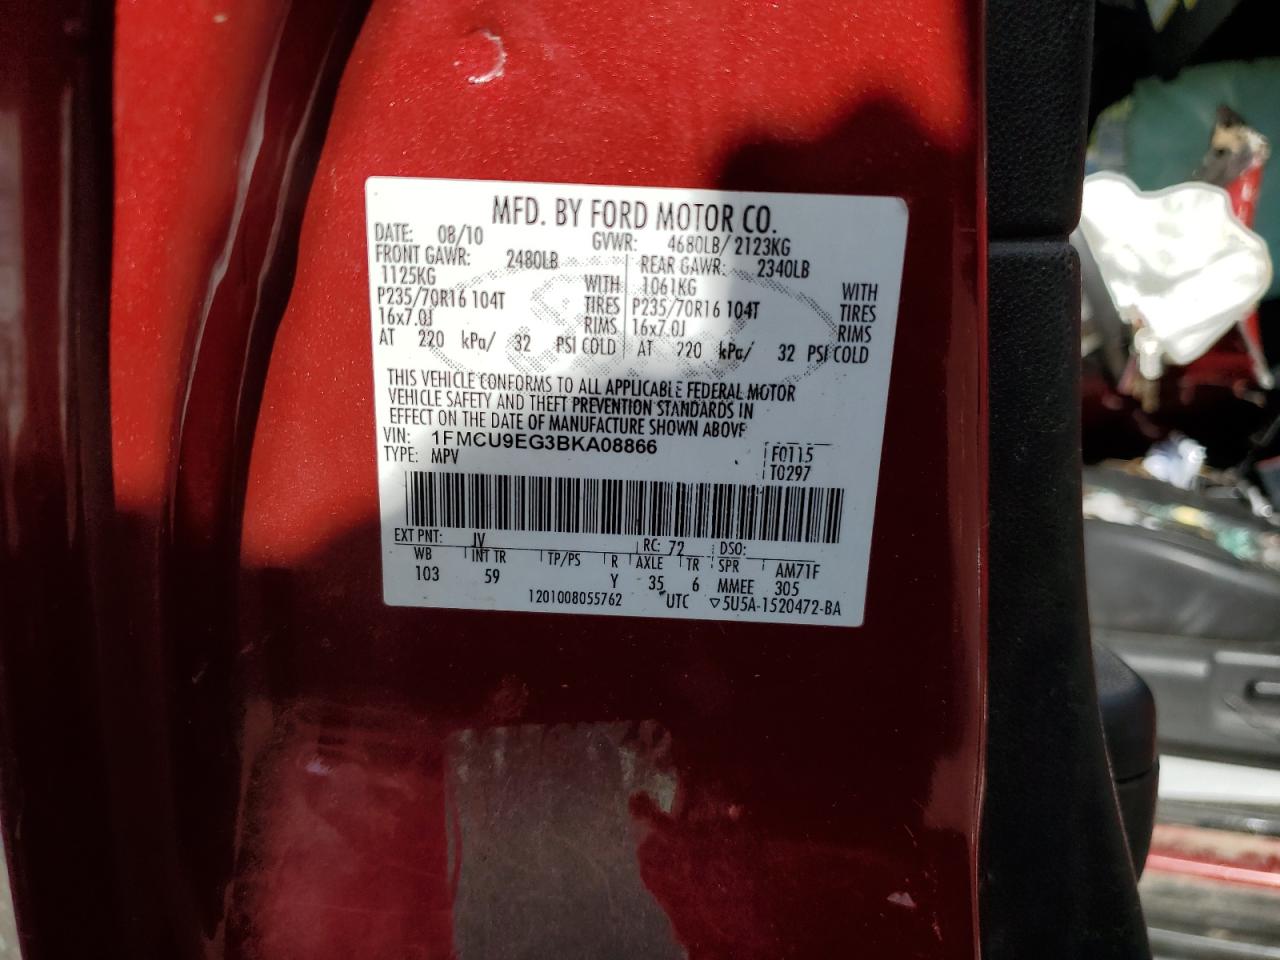 MFD. BY FORD MOTOR CO.
DATE: 08/10 GVWR: 4680LB/2123KG
FRONT GAWR: 2480LB REAR GAWR: 2340LB
1125KG WITH 1061KG WITH
P235/70R16 104T TIRES P235/70R16 104T TIRES
16x7.0J RIMS 16x7.0J RIMS
AT 220 kPa/ 32 PSI COLD AT 220 kPa/ 32 PSI COLD
THIS VEHICLE CONFORMS TO ALL APPLICABLE FEDERAL MOTOR
VEHICLE SAFETY AND THEFT PREVENTION STANDARDS IN
EFFECT ON THE DATE OF MANUFACTURE SHOWN ABOVE
VIN: 1FMCU9EG3BKA08866 F0115
TYPE: MPV T0297
EXT PNT: JV RC: 72 DSO:
WB INT TR TP/PS R AXLE TR SPR AM71F
103 59 Y 35 6 MMEE 305
1201008055762 *UTC ▽5U5A-1520472-BA